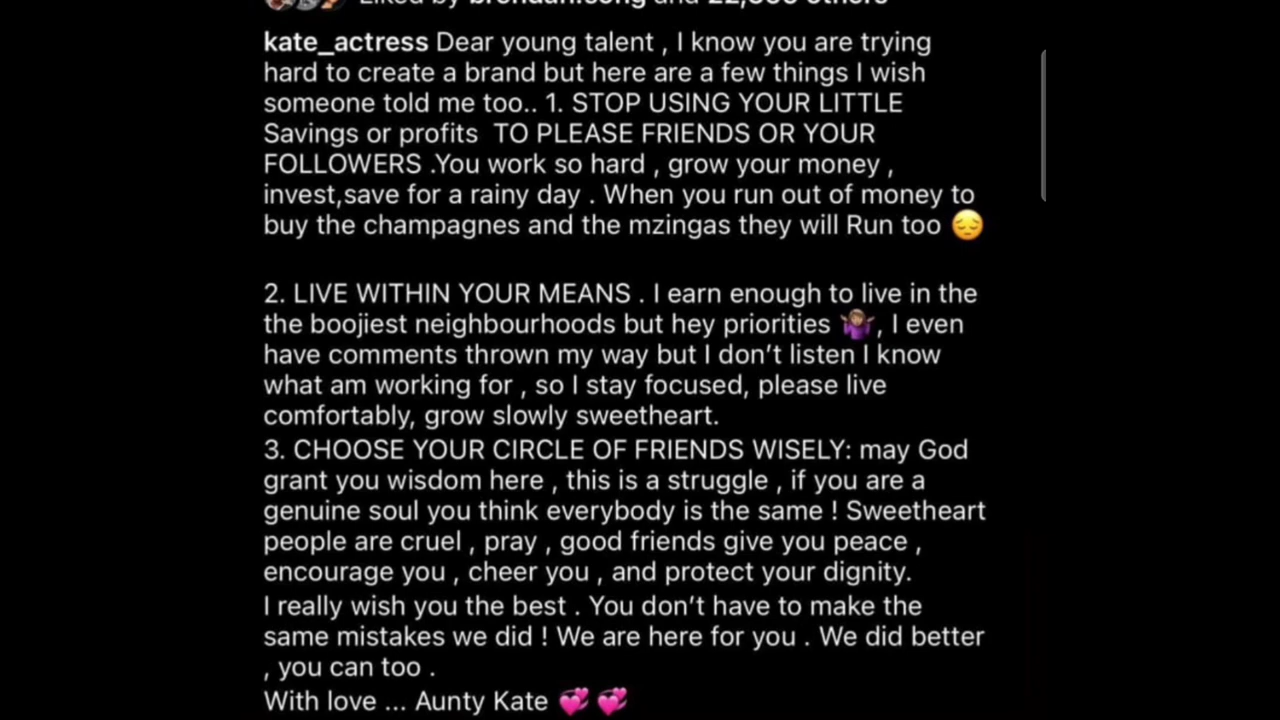 Liked by brendah.song and 22,
others
kate_actress Dear young talent , I know you are trying
hard to create a brand but here are a few things I wish
someone told me too.. 1. STOP USING YOUR LITTLE
Savings or profits  TO PLEASE FRIENDS OR YOUR
FOLLOWERS .You work so hard , grow your money ,
invest,save for a rainy day . When you run out of money to
buy the champagnes and the mzingas they will Run too 😔
2. LIVE WITHIN YOUR MEANS . I earn enough to live in the
the boojiest neighbourhoods but hey priorities 🤷🏽‍♀️, I even
have comments thrown my way but I don’t listen I know
what am working for , so I stay focused, please live
comfortably, grow slowly sweetheart.
3. CHOOSE YOUR CIRCLE OF FRIENDS WISELY: may God
grant you wisdom here , this is a struggle , if you are a
genuine soul you think everybody is the same ! Sweetheart
people are cruel , pray , good friends give you peace ,
encourage you , cheer you , and protect your dignity.
I really wish you the best . You don’t have to make the
same mistakes we did ! We are here for you . We did better
, you can too .
With love ... Aunty Kate 💞 💞